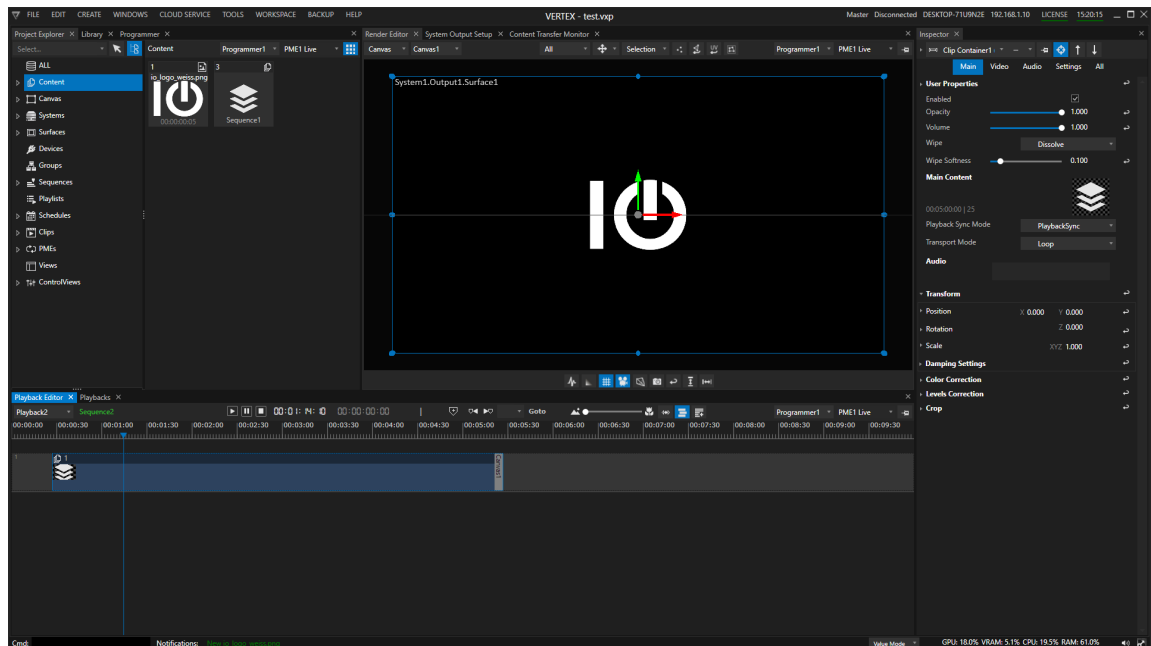 FILE EDIT CREATE WINDOWS CLOUD SERVICE TOOLS WORKSPACE BACKUP HELP
VERTEX - test.vxp
Master Disconnected DESKTOP-71U9N2E 192.168.1.10 LICENSE 15:20:15
Project Explorer Library Programmer
Render Editor System Output Setup Content Transfer Monitor
Inspector
Select... Content Programmer1 PME1 Live
Canvas Canvas1 All Selection Programmer1 PME1 Live
Clip Container1
Main Video Audio Settings All
ALL
Content
Canvas
Systems
Surfaces
Devices
Groups
Sequences
Playlists
Schedules
Clips
PMEs
Views
ControlViews
1
io_logo_weiss.png
00:00:00:05
3
Sequence1
System1.Output1.Surface1
User Properties
Enabled
Opacity 1.000
Volume 1.000
Wipe Dissolve
Wipe Softness 0.100
Main Content
00:05:00:00 | 25
Playback Sync Mode PlaybackSync
Transport Mode Loop
Audio
Transform
Position X 0.000 Y 0.000
Z 0.000
Rotation
Scale XYZ 1.000
Damping Settings
Color Correction
Levels Correction
Crop
Playback Editor Playbacks
Playback2 Sequence2 00:00:00:00 Goto Programmer1 PME1 Live
00:00:00 00:00:30 00:01:00 00:01:30 00:02:00 00:02:30 00:03:00 00:03:30 00:04:00 00:04:30 00:05:00 00:05:30 00:06:00 00:06:30 00:07:00 00:07:30 00:08:00 00:08:30 00:09:00 00:09:30
1 1 Canvas1
Cmd: Notifications: New io_logo_weiss.png
Value Mode GPU: 18.0% VRAM: 5.1% CPU: 19.5% RAM: 61.0%